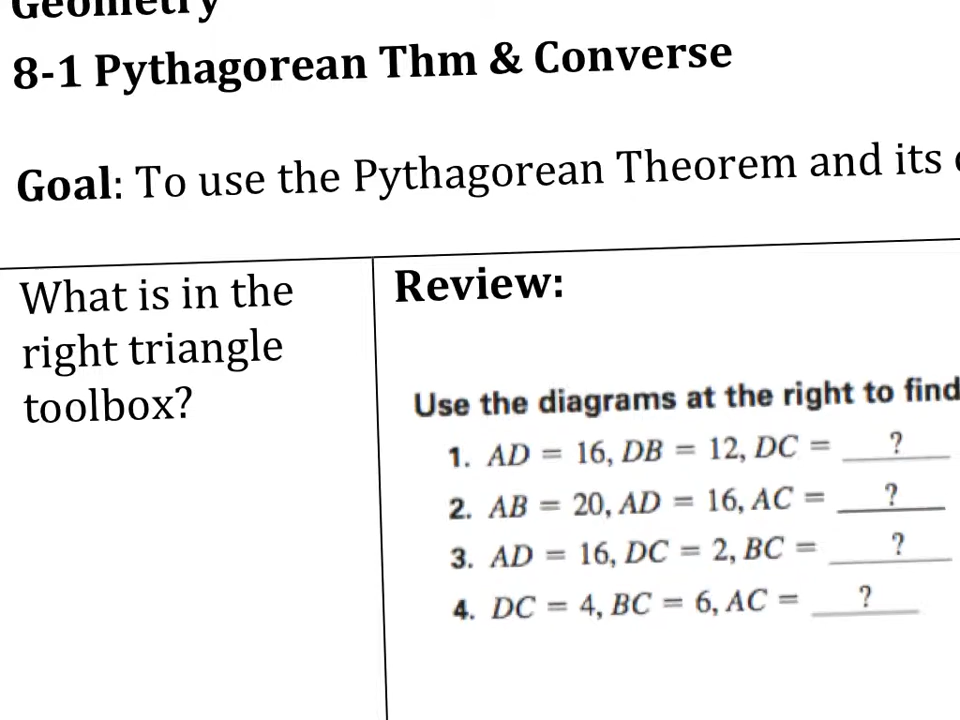 Geometry
8-1 Pythagorean Thm & Converse
Goal: To use the Pythagorean Theorem and its
What is in the
right triangle
toolbox?
Review:
Use the diagrams at the right to find
1. AD = 16, DB = 12, DC = ?
2. AB = 20, AD = 16, AC = ?
3. AD = 16, DC = 2, BC = ?
4. DC = 4, BC = 6, AC = ?